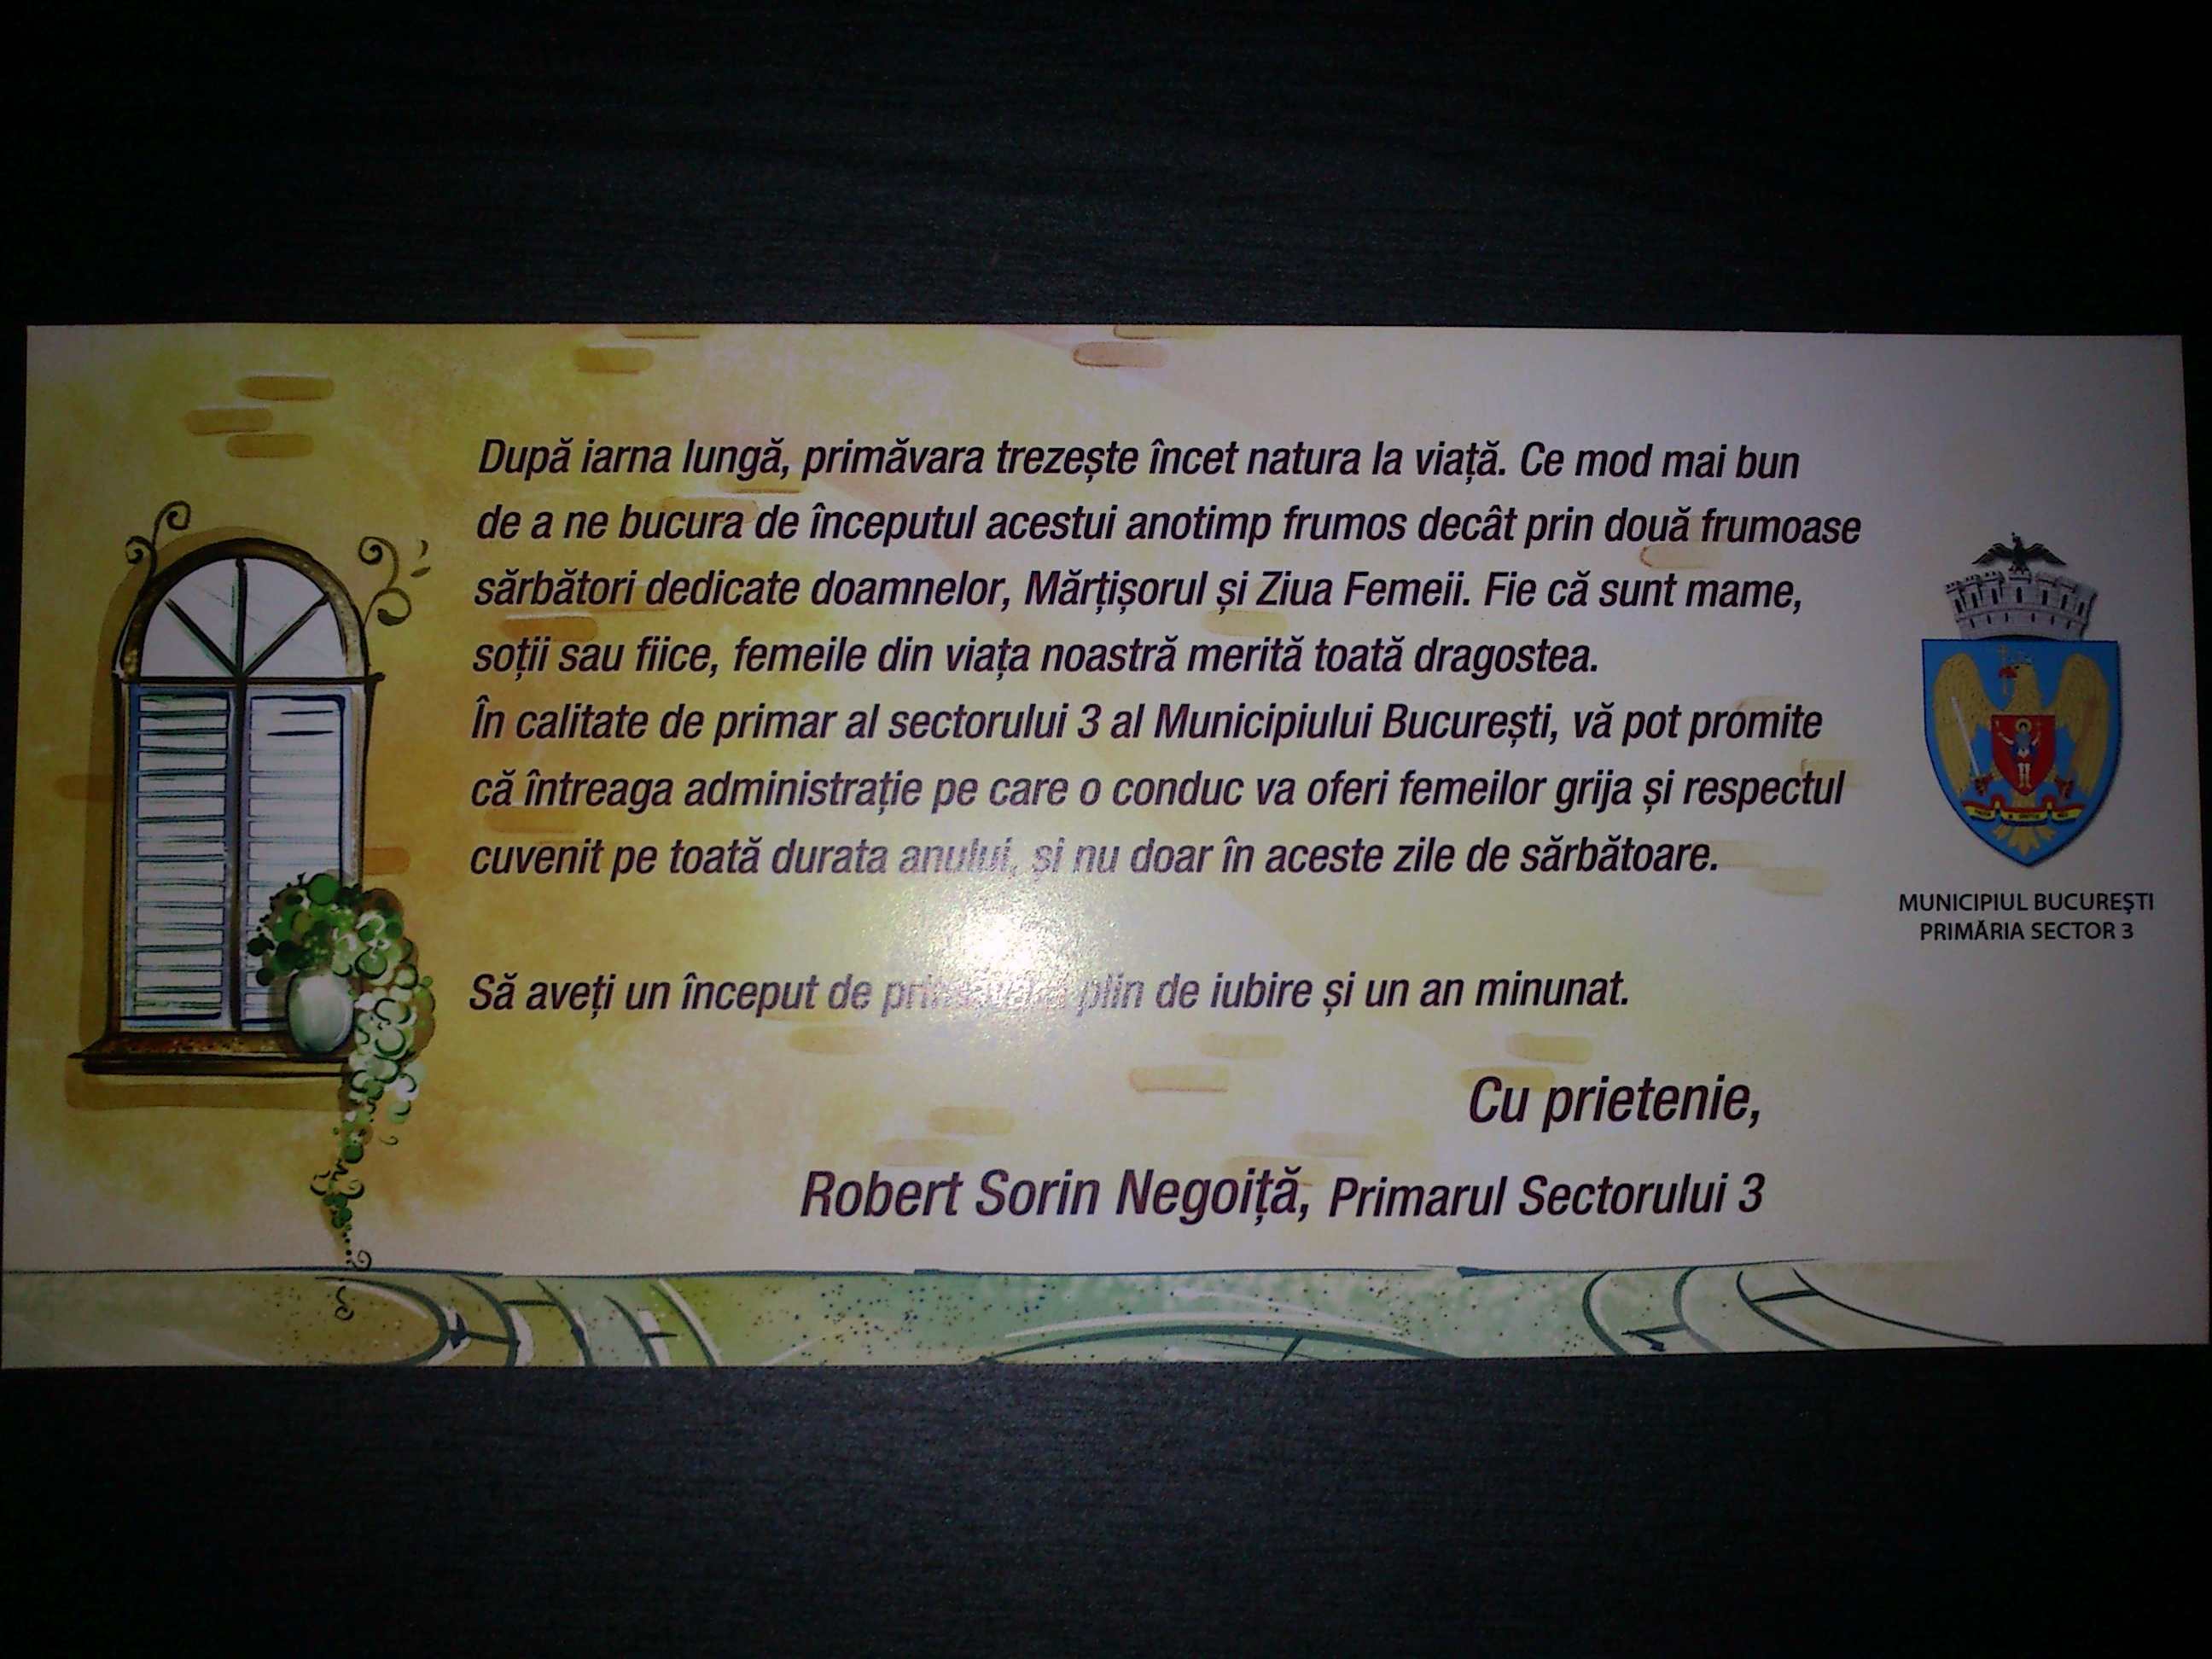 După iarna lungă, primăvara trezește încet natura la viață. Ce mod mai bun
de a ne bucura de începutul acestui anotimp frumos decât prin două frumoase
sărbători dedicate doamnelor, Mărțișorul și Ziua Femeii. Fie că sunt mame,
soții sau fiice, femeile din viața noastră merită toată dragostea.
În calitate de primar al sectorului 3 al Municipiului București, vă pot promite
că întreaga administrație pe care o conduc va oferi femeilor grija și respectul
cuvenit pe toată durata anului, și nu doar în aceste zile de sărbătoare.
Să aveți un început de primăvară plin de iubire și un an minunat.
Cu prietenie,
Robert Sorin Negoiță, Primarul Sectorului 3
MUNICIPIUL BUCUREŞTI
PRIMĂRIA SECTOR 3